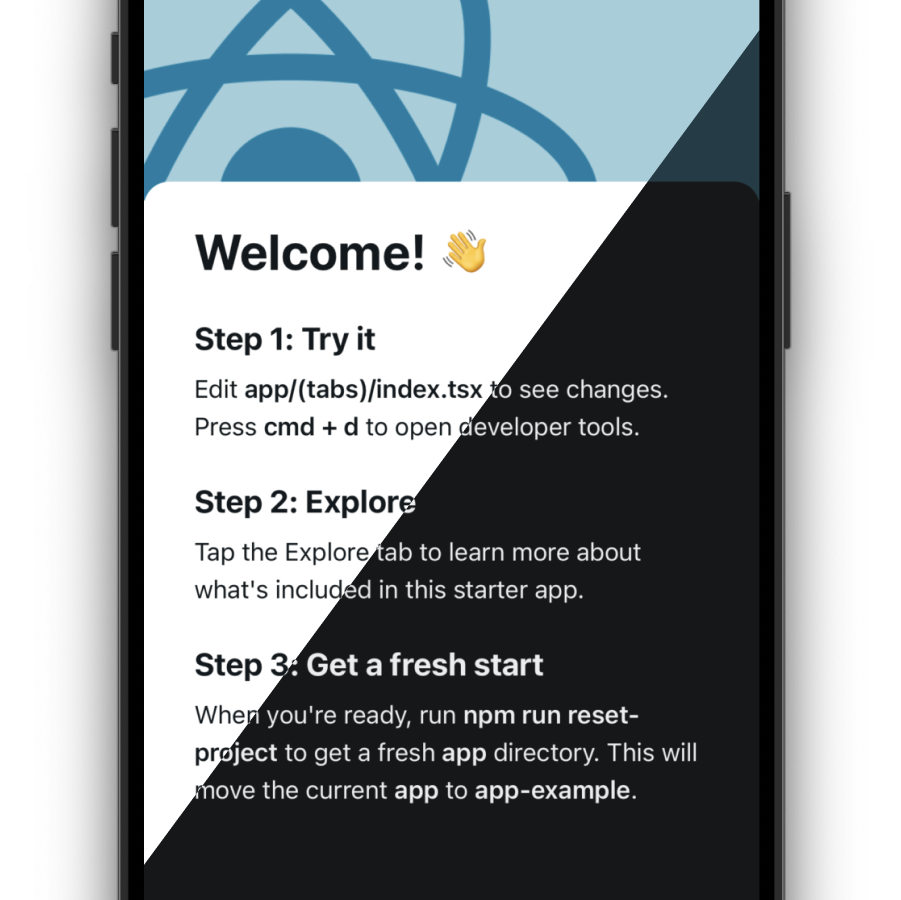 Welcome! 👋
Step 1: Try it
Edit app/(tabs)/index.tsx to see changes.
Press cmd + d to open developer tools.
Step 2: Explore
Tap the Explore tab to learn more about
what's included in this starter app.
Step 3: Get a fresh start
When you're ready, run npm run reset-
project to get a fresh app directory. This will
move the current app to app-example.